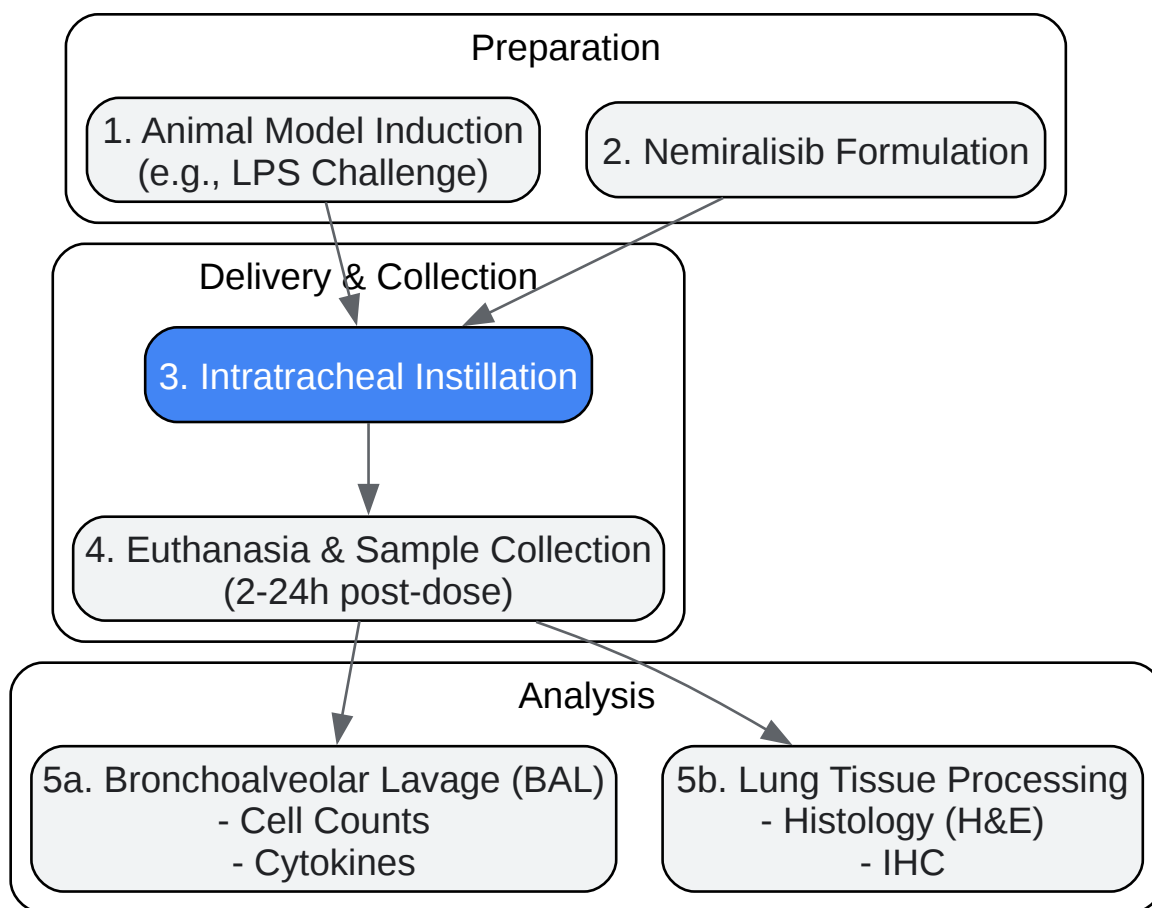 Preparation
1. Animal Model Induction
(e.g., LPS Challenge)
2. Nemiralisib Formulation
Delivery & Collection
3. Intratracheal Instillation
4. Euthanasia & Sample Collection
(2-24h post-dose)
Analysis
5a. Bronchoalveolar Lavage (BAL)
- Cell Counts
- Cytokines
5b. Lung Tissue Processing
- Histology (H&E)
- IHC